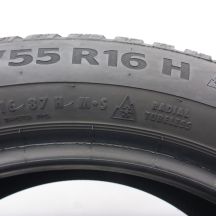 /55 R16 H
87 H M+S
RADIAL
TUBELESS